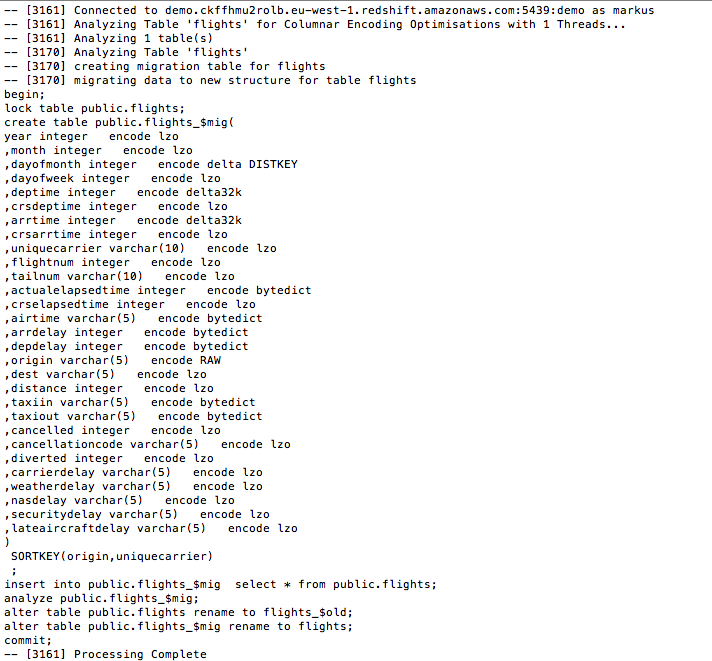 -- [3161] Connected to demo.ckffhmu2rolb.eu-west-1.redshift.amazonaws.com:5439:demo as markus
-- [3161] Analyzing Table 'flights' for Columnar Encoding Optimisations with 1 Threads...
-- [3161] Analyzing 1 table(s)
-- [3170] Analyzing Table 'flights'
-- [3170] creating migration table for flights
-- [3170] migrating data to new structure for table flights
begin;
lock table public.flights;
create table public.flights_$mig(
year integer   encode lzo
,month integer   encode lzo
,dayofmonth integer   encode delta DISTKEY
,dayofweek integer   encode lzo
,deptime integer   encode delta32k
,crsdeptime integer   encode lzo
,arrtime integer   encode delta32k
,crsarrtime integer   encode lzo
,uniquecarrier varchar(10)   encode lzo
,flightnum integer   encode lzo
,tailnum varchar(10)   encode lzo
,actualelapsedtime integer   encode bytedict
,crselapsedtime integer   encode lzo
,airtime varchar(5)   encode bytedict
,arrdelay integer   encode bytedict
,depdelay integer   encode bytedict
,origin varchar(5)   encode RAW
,dest varchar(5)   encode lzo
,distance integer   encode lzo
,taxiin varchar(5)   encode bytedict
,taxiout varchar(5)   encode bytedict
,cancelled integer   encode lzo
,cancellationcode varchar(5)   encode lzo
,diverted integer   encode lzo
,carrierdelay varchar(5)   encode lzo
,weatherdelay varchar(5)   encode lzo
,nasdelay varchar(5)   encode lzo
,securitydelay varchar(5)   encode lzo
,lateaircraftdelay varchar(5)   encode lzo
)
 SORTKEY(origin,uniquecarrier)
 ;
insert into public.flights_$mig  select * from public.flights;
analyze public.flights_$mig;
alter table public.flights rename to flights_$old;
alter table public.flights_$mig rename to flights;
commit;
-- [3161] Processing Complete